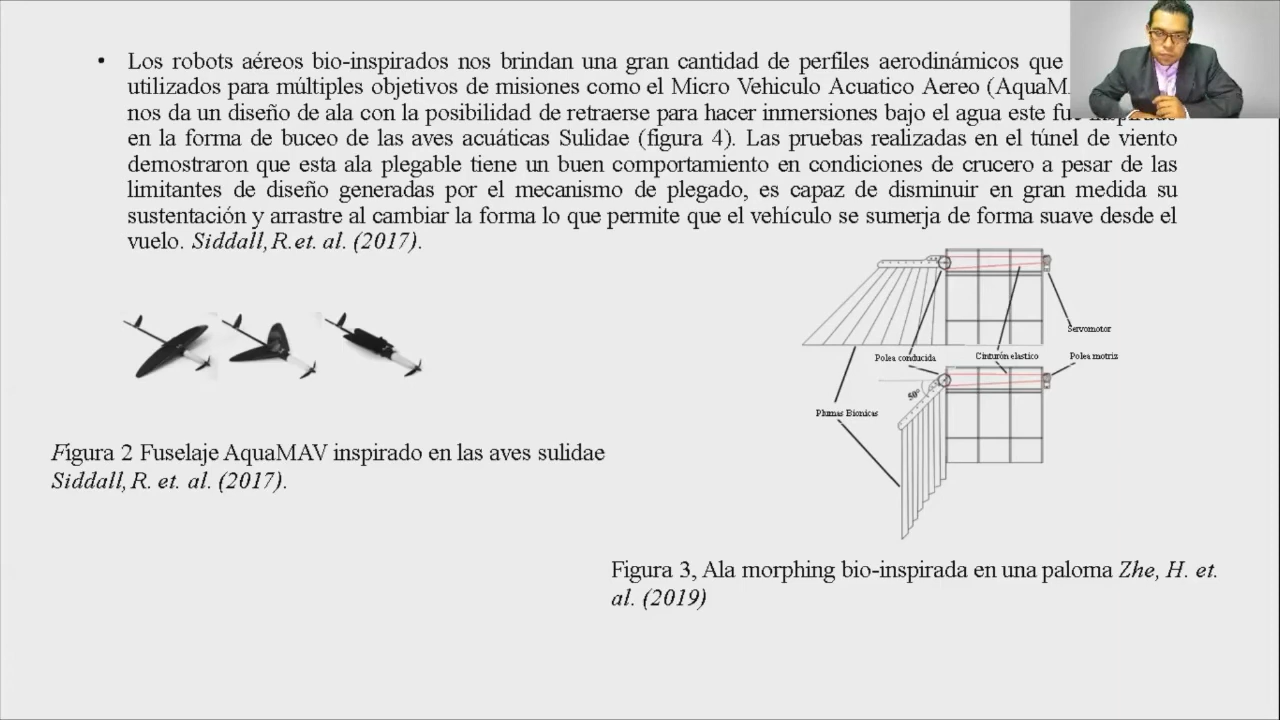 • Los robots aéreos bio-inspirados nos brindan una gran cantidad de perfiles aerodinámicos que
utilizados para múltiples objetivos de misiones como el Micro Vehiculo Acuatico Aereo (AquaM
nos da un diseño de ala con la posibilidad de retraerse para hacer inmersiones bajo el agua este
en la forma de buceo de las aves acuáticas Sulidae (figura 4). Las pruebas realizadas en el túnel de viento
demostraron que esta ala plegable tiene un buen comportamiento en condiciones de crucero a pesar de las
limitantes de diseño generadas por el mecanismo de plegado, es capaz de disminuir en gran medida su
sustentación y arrastre al cambiar la forma lo que permite que el vehículo se sumerja de forma suave desde el
vuelo. Siddall, R.et. al. (2017).
Servomotor
Polea conducida
Cinturón elastico
Polea motriz
50°
Plumas Bionicas
Figura 2 Fuselaje AquaMAV inspirado en las aves sulidae
Siddall, R. et. al. (2017).
Figura 3, Ala morphing bio-inspirada en una paloma Zhe, H. et.
al. (2019)